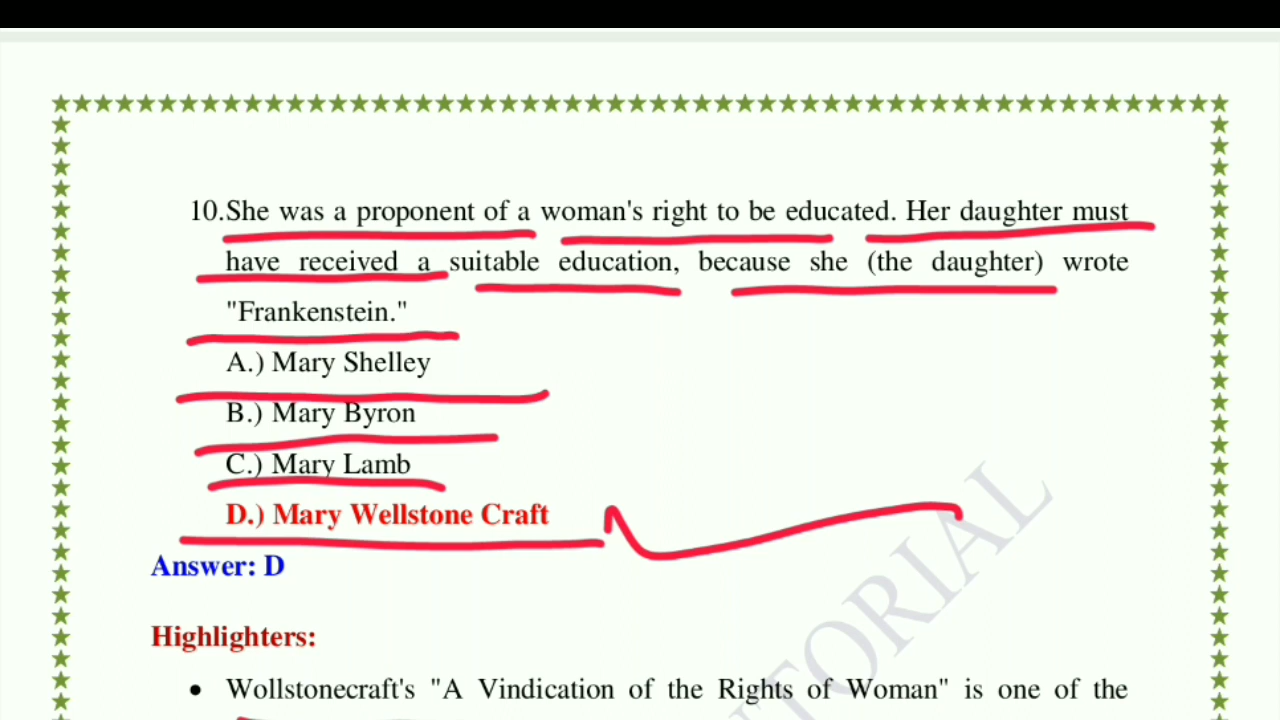 10.She was a proponent of a woman's right to be educated. Her daughter must
have received a suitable education, because she (the daughter) wrote
"Frankenstein."
A.) Mary Shelley
B.) Mary Byron
C.) Mary Lamb
D.) Mary Wellstone Craft
Answer: D
Highlighters:
• Wollstonecraft's "A Vindication of the Rights of Woman" is one of the
TORIAL